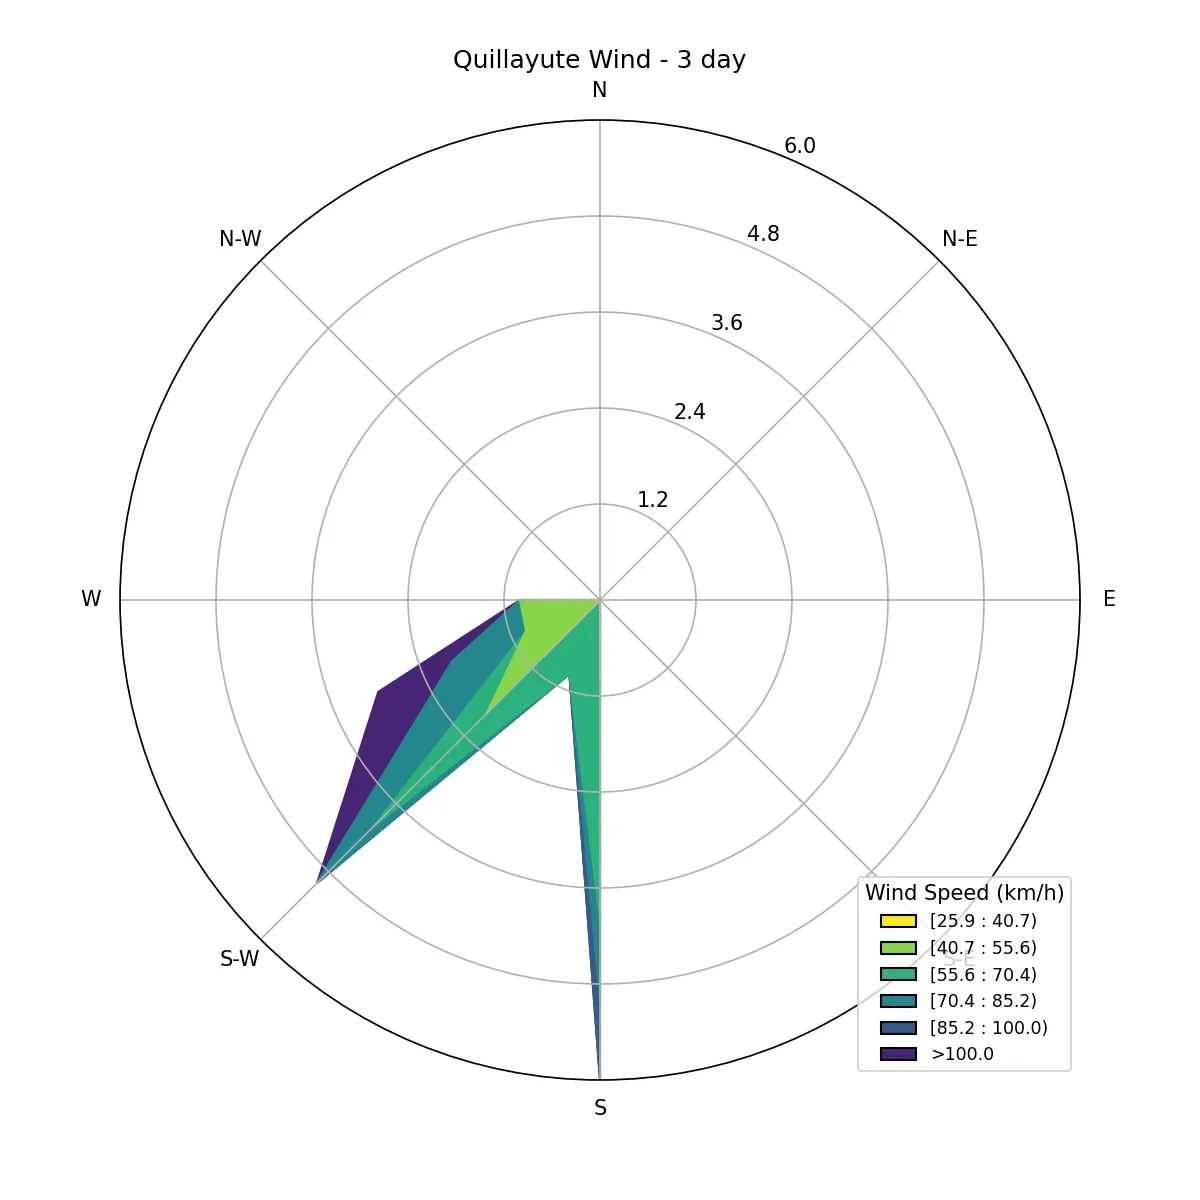 Quillayute Wind - 3 day
N
6.0
N-W
N-E
4.8
3.6
2.4
1.2
W
E
S-W
S-E
S
Wind Speed (km/h)
[25.9 : 40.7)
[40.7 : 55.6)
[55.6 : 70.4)
[70.4 : 85.2)
[85.2 : 100.0)
>100.0